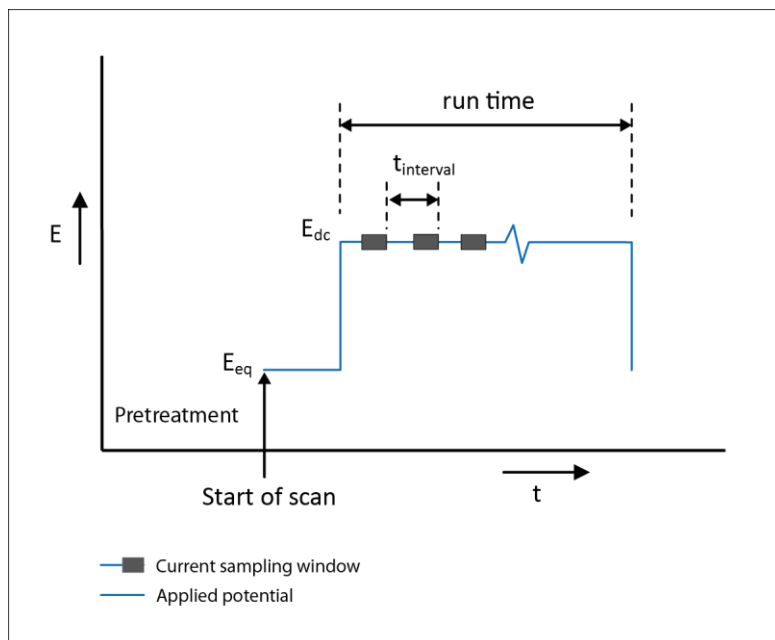 run time
t_interval
E
E_dc
E_eq
Pretreatment
Start of scan
t
Current sampling window
Applied potential